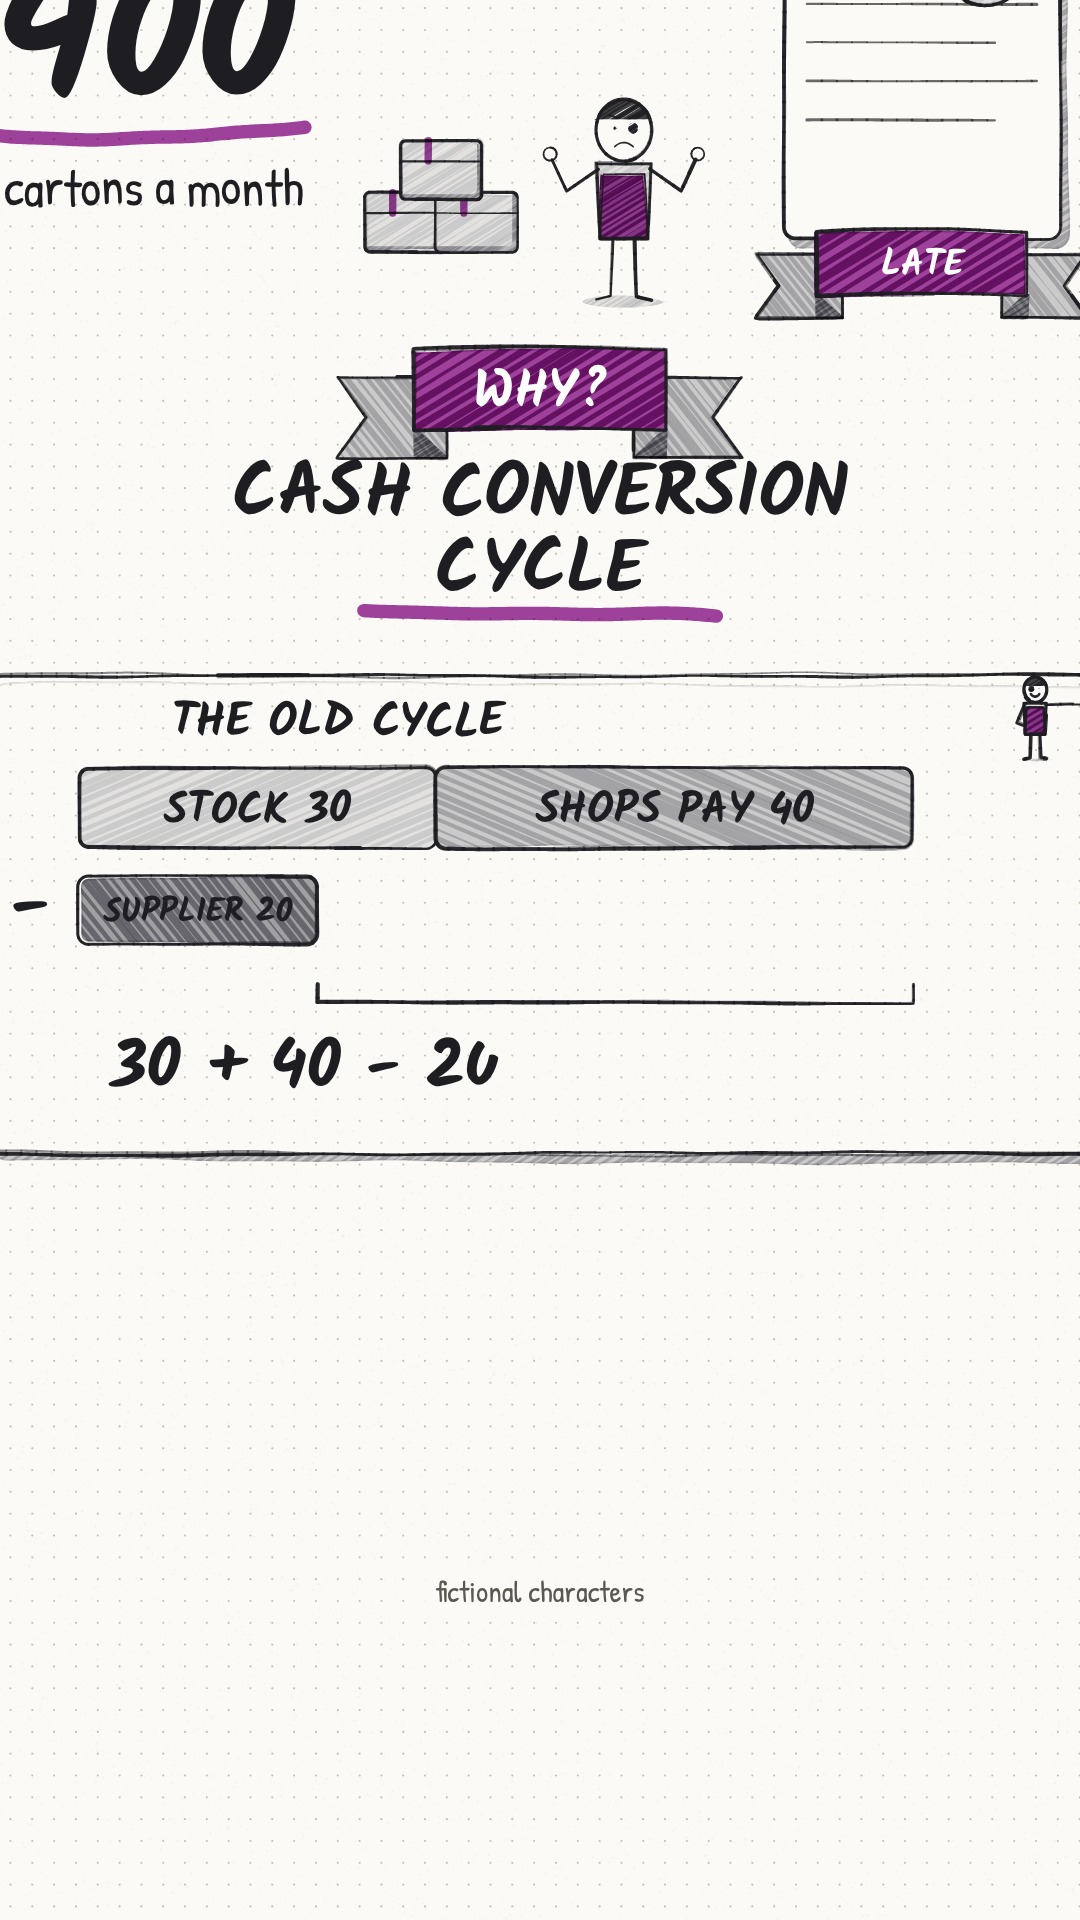 400
cartons a month
LATE
WHY?
CASH CONVERSION
CYCLE
THE OLD CYCLE
STOCK 30
SHOPS PAY 40
- SUPPLIER 20
30 + 40 - 20
fictional characters